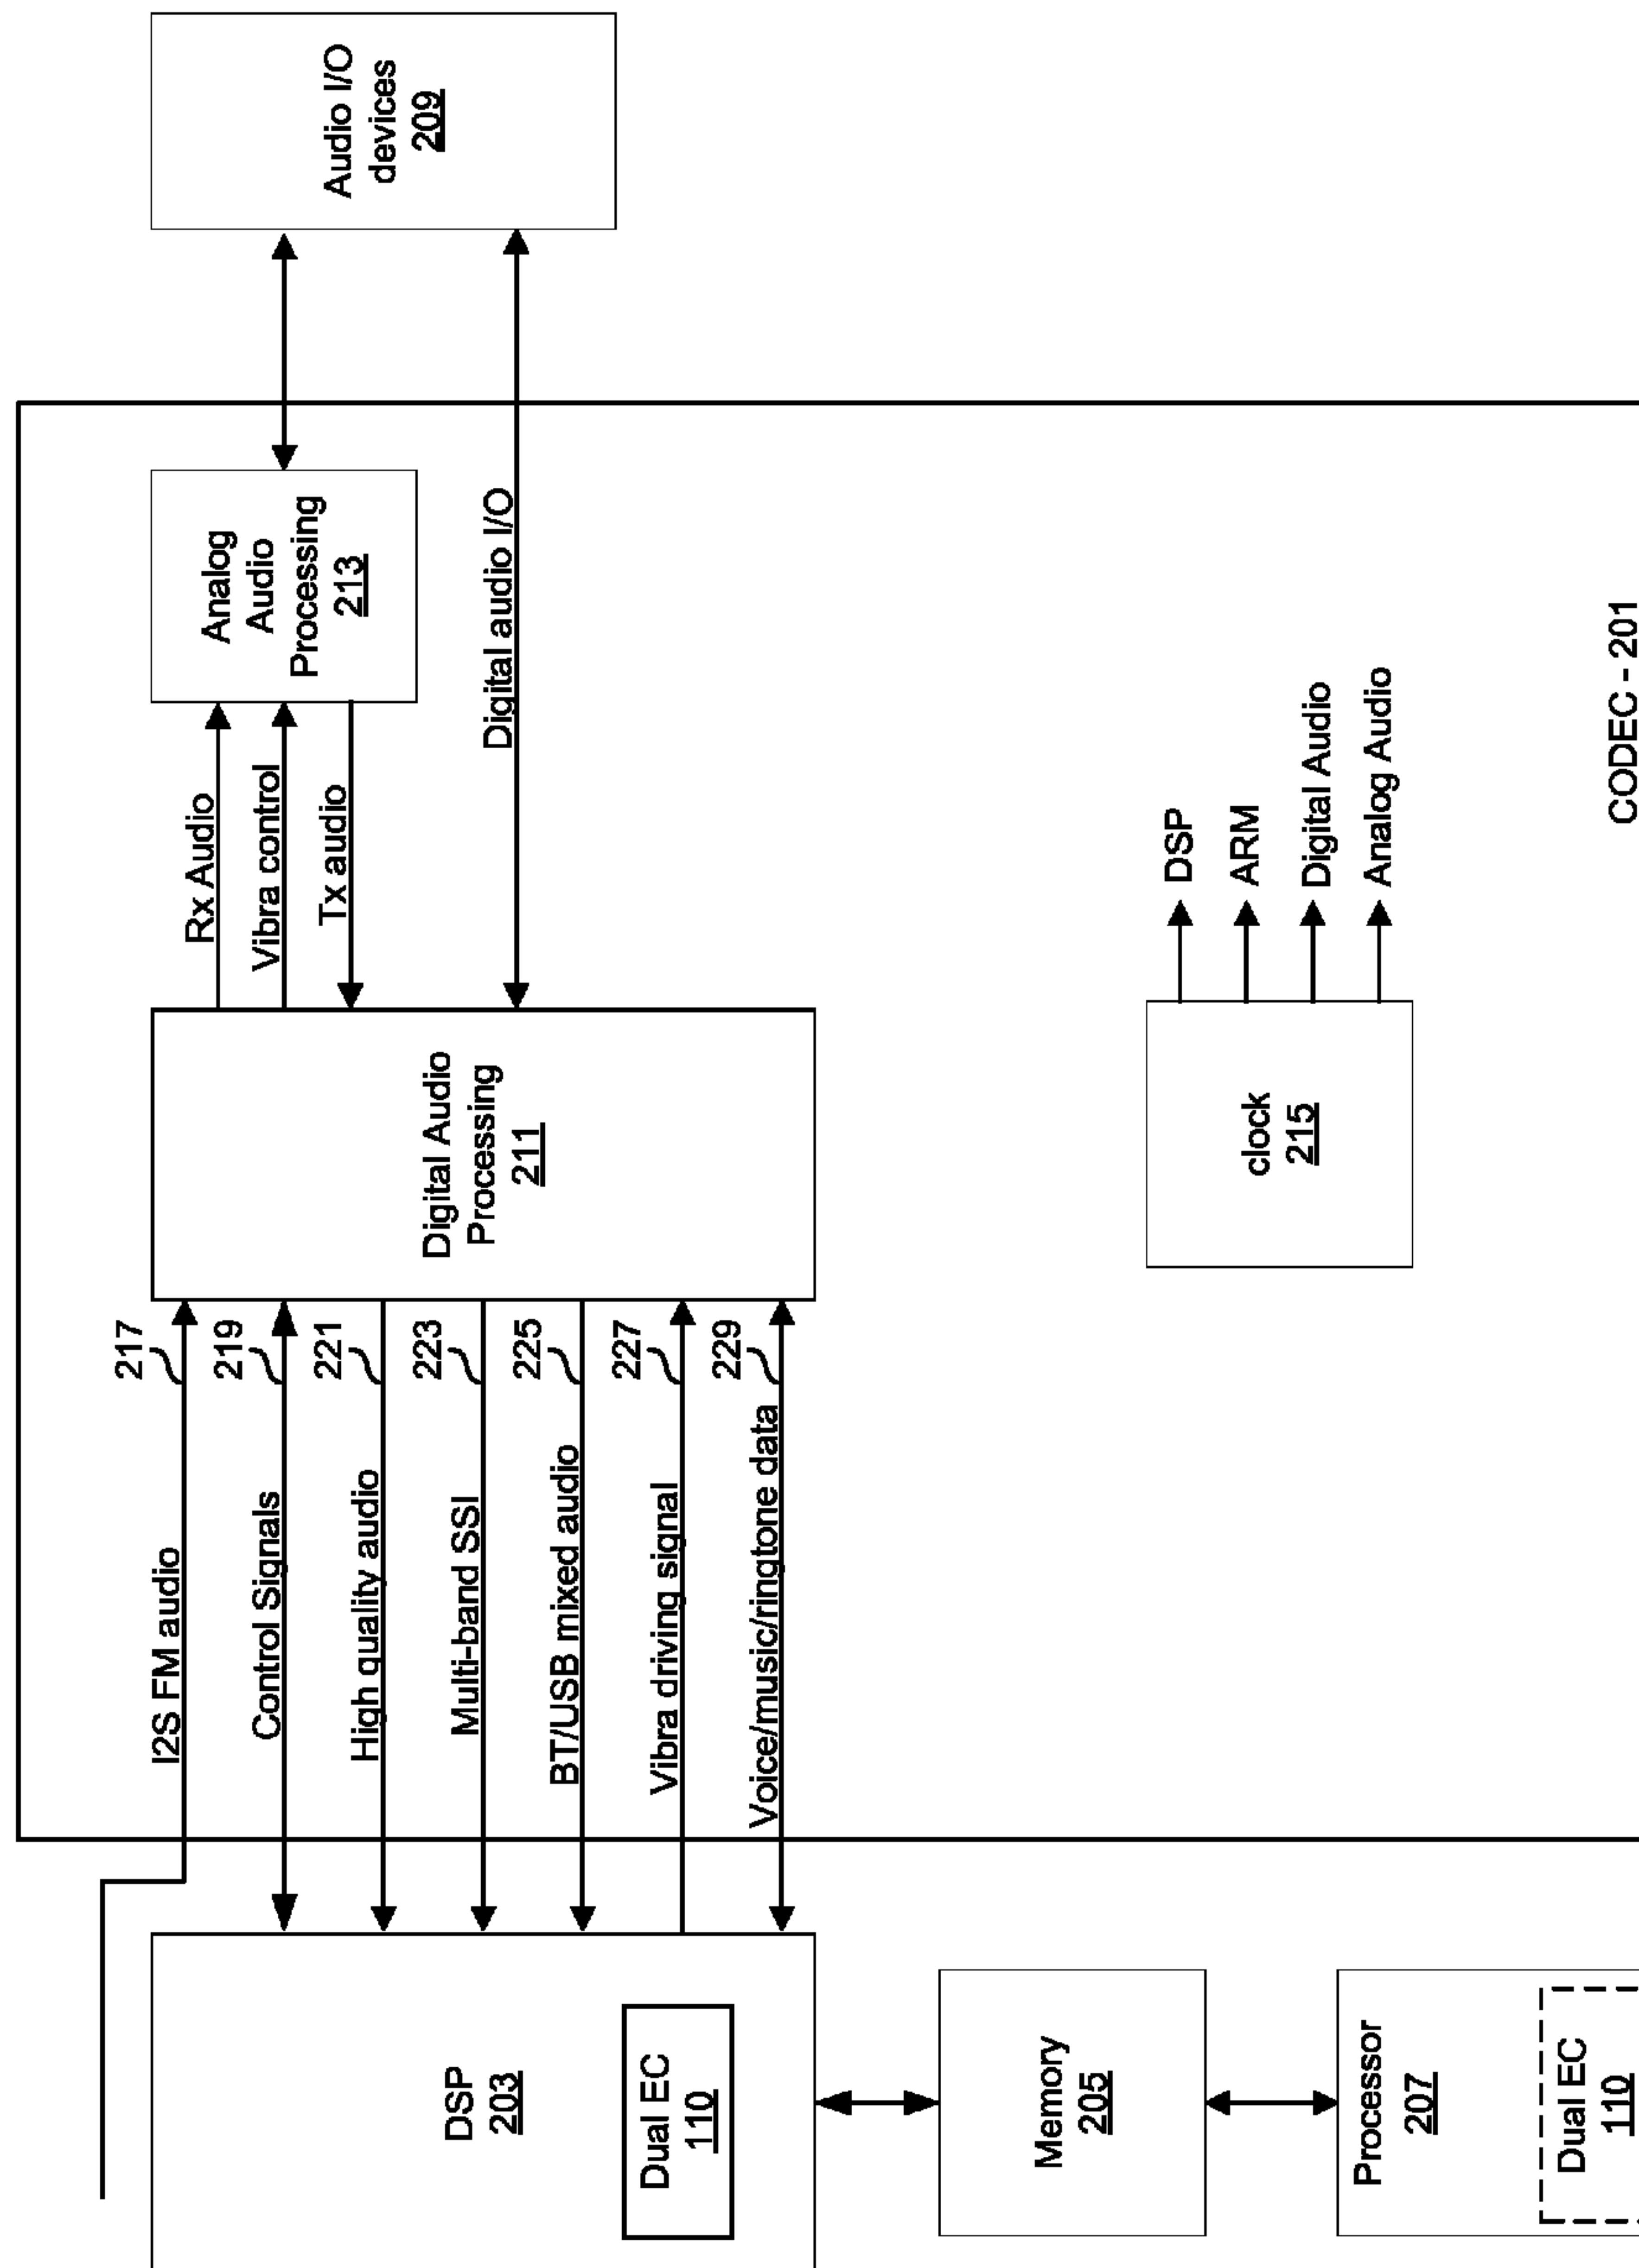 I2S FM audio
217
Control Signals
219
High quality audio
221
Multi-band SSI
223
BT/USB mixed audio
225
Vibra driving signal
227
Voice/music/ringtone data
229
DSP
203
Dual EC
110
Digital Audio
Processing
211
Rx Audio
Vibra control
Tx audio
Digital audio I/O
Analog
Audio
Processing
213
Audio I/O
devices
209
Memory
205
Processor
207
Dual EC
110
clock
215
DSP
ARM
Digital Audio
Analog Audio
CODEC - 201